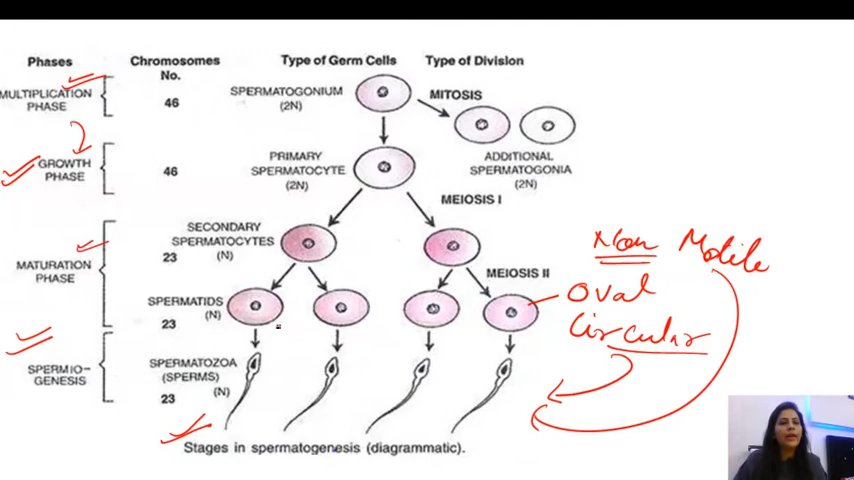 Phases Chromosomes No. Type of Germ Cells Type of Division
MULTIPLICATION PHASE 46 SPERMATOGONIUM (2N) MITOSIS
GROWTH PHASE 46 PRIMARY SPERMATOCYTE (2N) ADDITIONAL SPERMATOGONIA (2N)
MEIOSIS I
SECONDARY SPERMATOCYTES (N) 23
Non Motile
MATURATION PHASE
MEIOSIS II
Oval
SPERMATIDS (N) 23
Circular
SPERMIO-
GENESIS
SPERMATOZOA (SPERMS) (N) 23
Stages in spermatogenesis (diagrammatic).